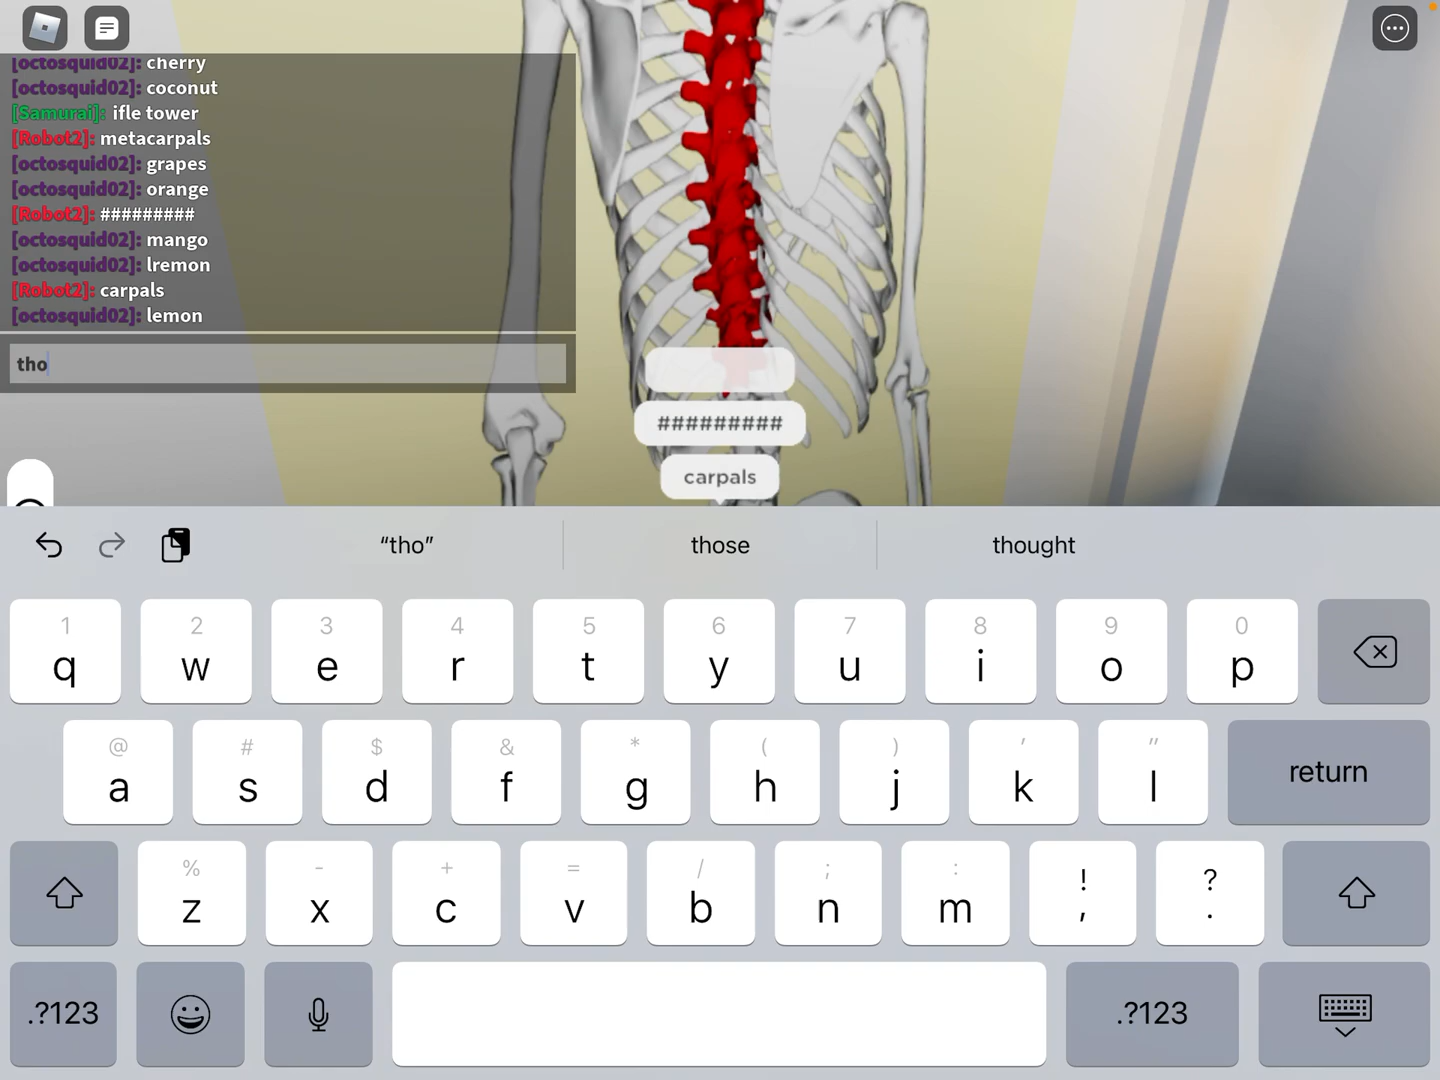 [octosquid02]: cherry
[octosquid02]: coconut
[Samurai]: ifle tower
[Robot2]: metacarpals
[octosquid02]: grapes
[octosquid02]: orange
[Robot2]: #########
[octosquid02]: mango
[octosquid02]: lremon
[Robot2]: carpals
[octosquid02]: lemon
tho
#########
carpals
“tho” those thought
1 2 3 4 5 6 7 8 9 0
q w e r t y u i o p
@ # $ & * ( ) ' "
a s d f g h j k l return
% - + = / ; : ! ?
z x c v b n m , .
.?123 .?123